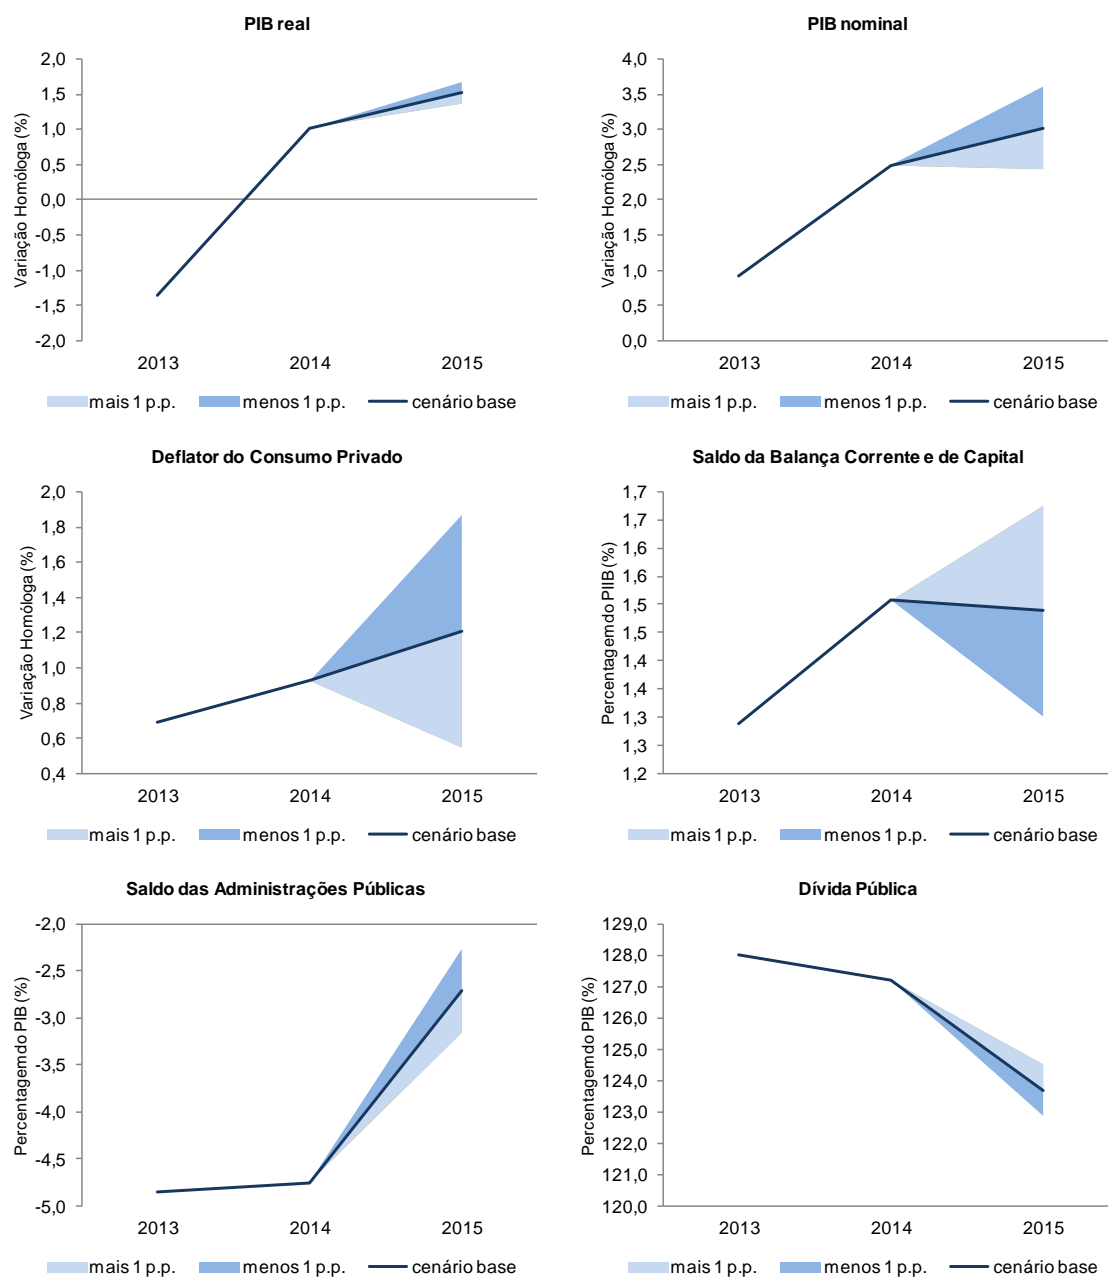 PIB real
Variação Homóloga (%)
2,0
1,5
1,0
0,5
0,0
-0,5
-1,0
-1,5
-2,0
2013 2014 2015
mais 1 p.p. menos 1 p.p. cenário base
PIB nominal
Variação Homóloga (%)
4,0
3,5
3,0
2,5
2,0
1,5
1,0
0,5
0,0
2013 2014 2015
mais 1 p.p. menos 1 p.p. cenário base
Deflator do Consumo Privado
Variação Homóloga (%)
2,0
1,8
1,6
1,4
1,2
1,0
0,8
0,6
0,4
2013 2014 2015
mais 1 p.p. menos 1 p.p. cenário base
Saldo da Balança Corrente e de Capital
Percentagem do PIIB (%)
1,7
1,7
1,6
1,6
1,5
1,5
1,4
1,4
1,3
1,3
1,2
2013 2014 2015
mais 1 p.p. menos 1 p.p. cenário base
Saldo das Administrações Públicas
Percentagem do PIB (%)
-2,0
-2,5
-3,0
-3,5
-4,0
-4,5
-5,0
2013 2014 2015
mais 1 p.p. menos 1 p.p. cenário base
Dívida Pública
Percentagem do PIB (%)
129,0
128,0
127,0
126,0
125,0
124,0
123,0
122,0
121,0
120,0
2013 2014 2015
mais 1 p.p. menos 1 p.p. cenário base